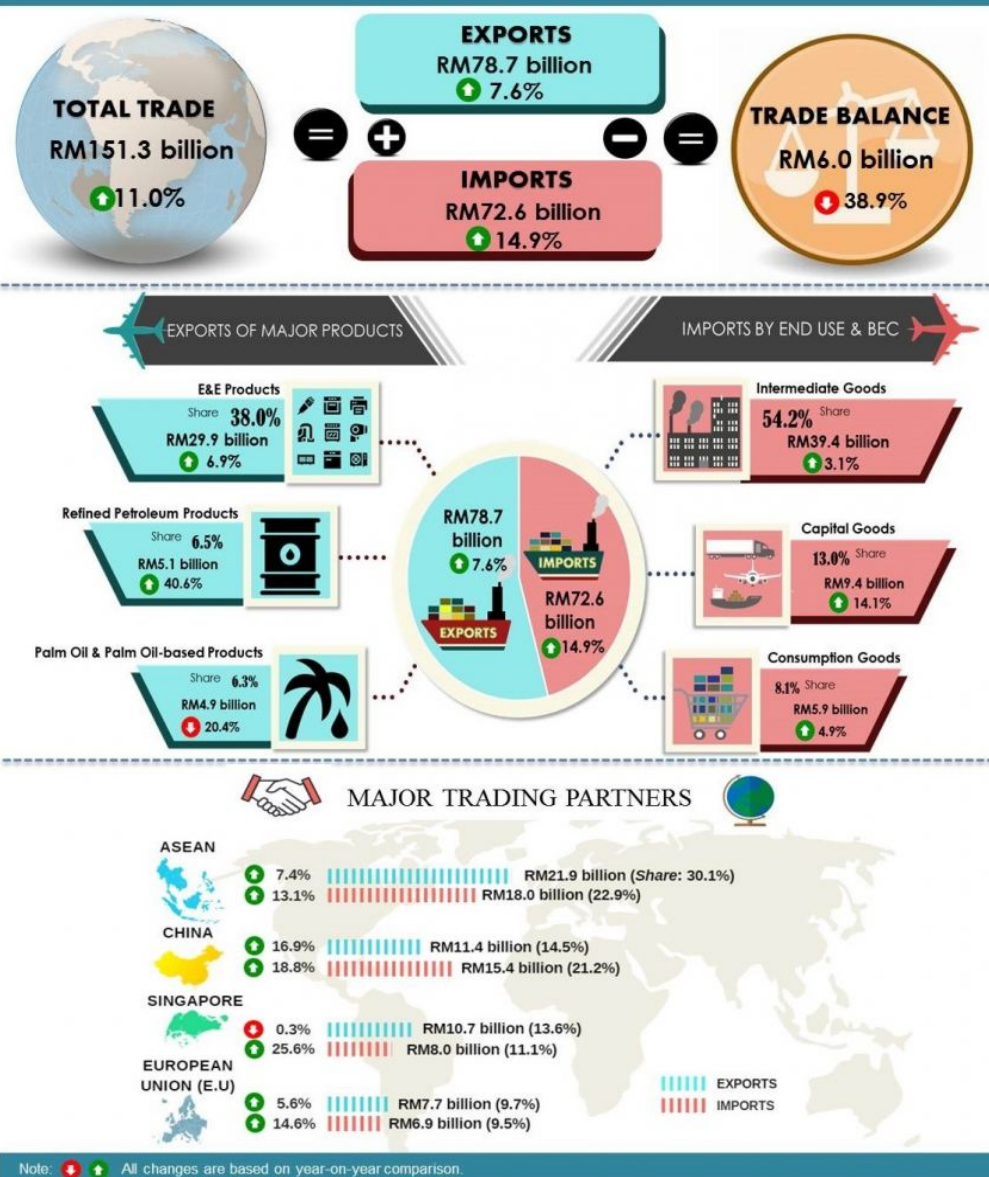 TOTAL TRADE
RM151.3 billion
11.0%
=
EXPORTS
RM78.7 billion
7.6%
+
-
IMPORTS
RM72.6 billion
14.9%
=
TRADE BALANCE
RM6.0 billion
38.9%
EXPORTS OF MAJOR PRODUCTS
IMPORTS BY END USE & BEC
E&E Products
Share 38.0%
RM29.9 billion
6.9%
Refined Petroleum Products
Share 6.5%
RM5.1 billion
40.6%
Palm Oil & Palm Oil-based Products
Share 6.3%
RM4.9 billion
20.4%
RM78.7
billion
7.6%
EXPORTS
IMPORTS
RM72.6
billion
14.9%
Intermediate Goods
54.2% Share
RM39.4 billion
3.1%
Capital Goods
13.0% Share
RM9.4 billion
14.1%
Consumption Goods
8.1% Share
RM5.9 billion
4.9%
MAJOR TRADING PARTNERS
ASEAN
7.4% RM21.9 billion (Share: 30.1%)
13.1% RM18.0 billion (22.9%)
CHINA
16.9% RM11.4 billion (14.5%)
18.8% RM15.4 billion (21.2%)
SINGAPORE
0.3% RM10.7 billion (13.6%)
25.6% RM8.0 billion (11.1%)
EUROPEAN
UNION (E.U)
5.6% RM7.7 billion (9.7%)
14.6% RM6.9 billion (9.5%)
EXPORTS
IMPORTS
Note: All changes are based on year-on-year comparison.